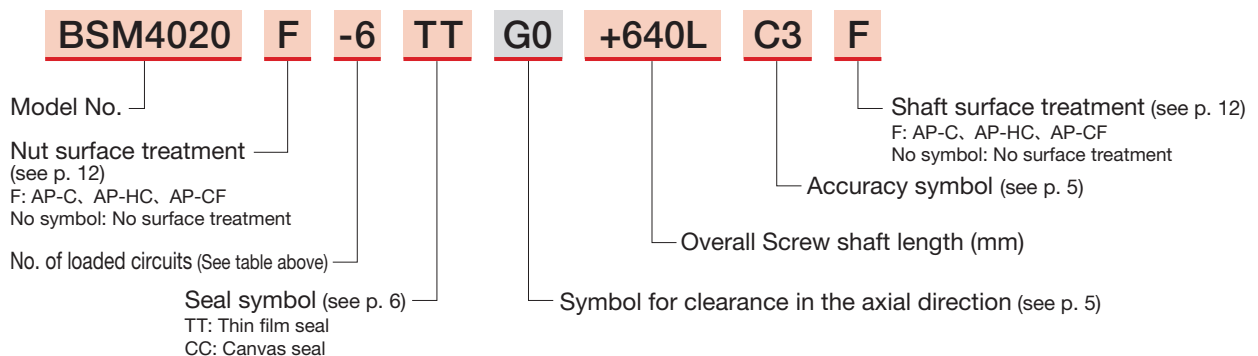 BSM4020 F -6 TT G0 +640L C3 F
Model No.
Nut surface treatment
(see p. 12)
F: AP-C、AP-HC、AP-CF
No symbol: No surface treatment
No. of loaded circuits (See table above)
Seal symbol (see p. 6)
TT: Thin film seal
CC: Canvas seal
Symbol for clearance in the axial direction (see p. 5)
Overall Screw shaft length (mm)
Accuracy symbol (see p. 5)
Shaft surface treatment (see p. 12)
F: AP-C、AP-HC、AP-CF
No symbol: No surface treatment